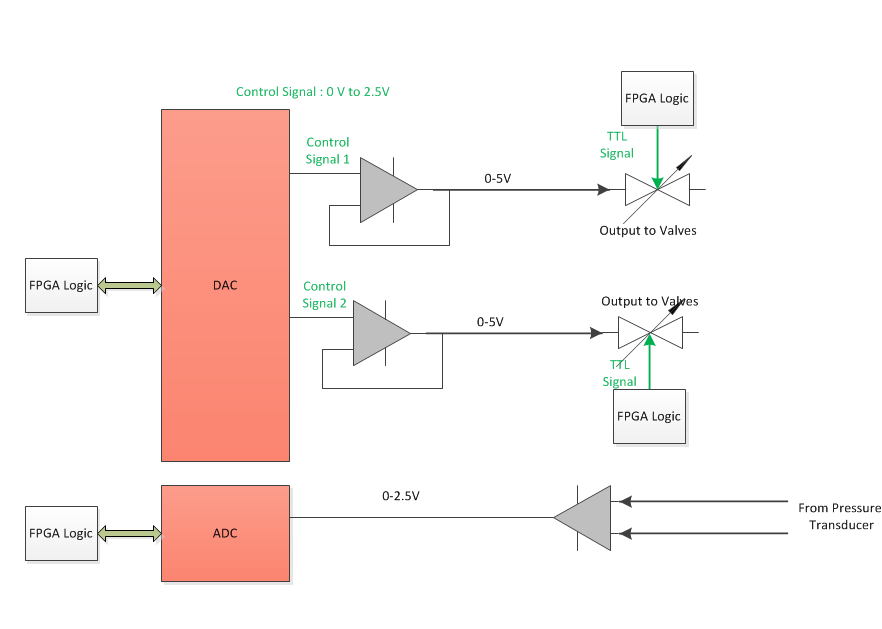 Control Signal : 0 V to 2.5V
FPGA Logic
TTL
Signal
Control
Signal 1
0-5V
Output to Valves
FPGA Logic
DAC
Control
Signal 2
0-5V
Output to Valves
TTL
Signal
FPGA Logic
0-2.5V
From Pressure
Transducer
FPGA Logic
ADC